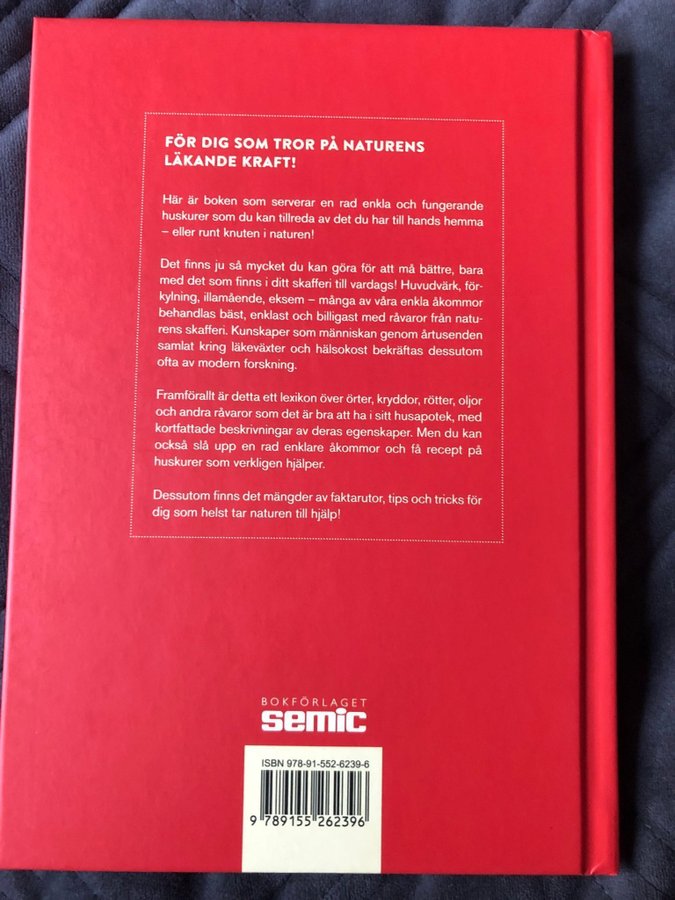 FÖR DIG SOM TROR PÅ NATURENS
LÄKANDE KRAFT!
Här är boken som serverar en rad enkla och fungerande
huskurer som du kan tillreda av det du har till hands hemma
– eller runt knuten i naturen!
Det finns ju så mycket du kan göra för att må bättre, bara
med det som finns i ditt skafferi till vardags! Huvudvärk, för-
kylning, illamående, eksem – många av våra enkla åkommor
behandlas bäst, enklast och billigast med råvaror från natu-
rens skafferi. Kunskaper som människan genom årtusenden
samlat kring läkeväxter och hälsokost bekräftas dessutom
ofta av modern forskning.
Framförallt är detta ett lexikon över örter, kryddor, rötter, oljor
och andra råvaror som det är bra att ha i sitt husapotek, med
kortfattade beskrivningar av deras egenskaper. Men du kan
också slå upp en rad enklare åkommor och få recept på
huskurer som verkligen hjälper.
Dessutom finns det mängder av faktarutor, tips och tricks för
dig som helst tar naturen till hjälp!
BOKFÖRLAGET
semic
ISBN 978-91-552-6239-6
9 789155 262396